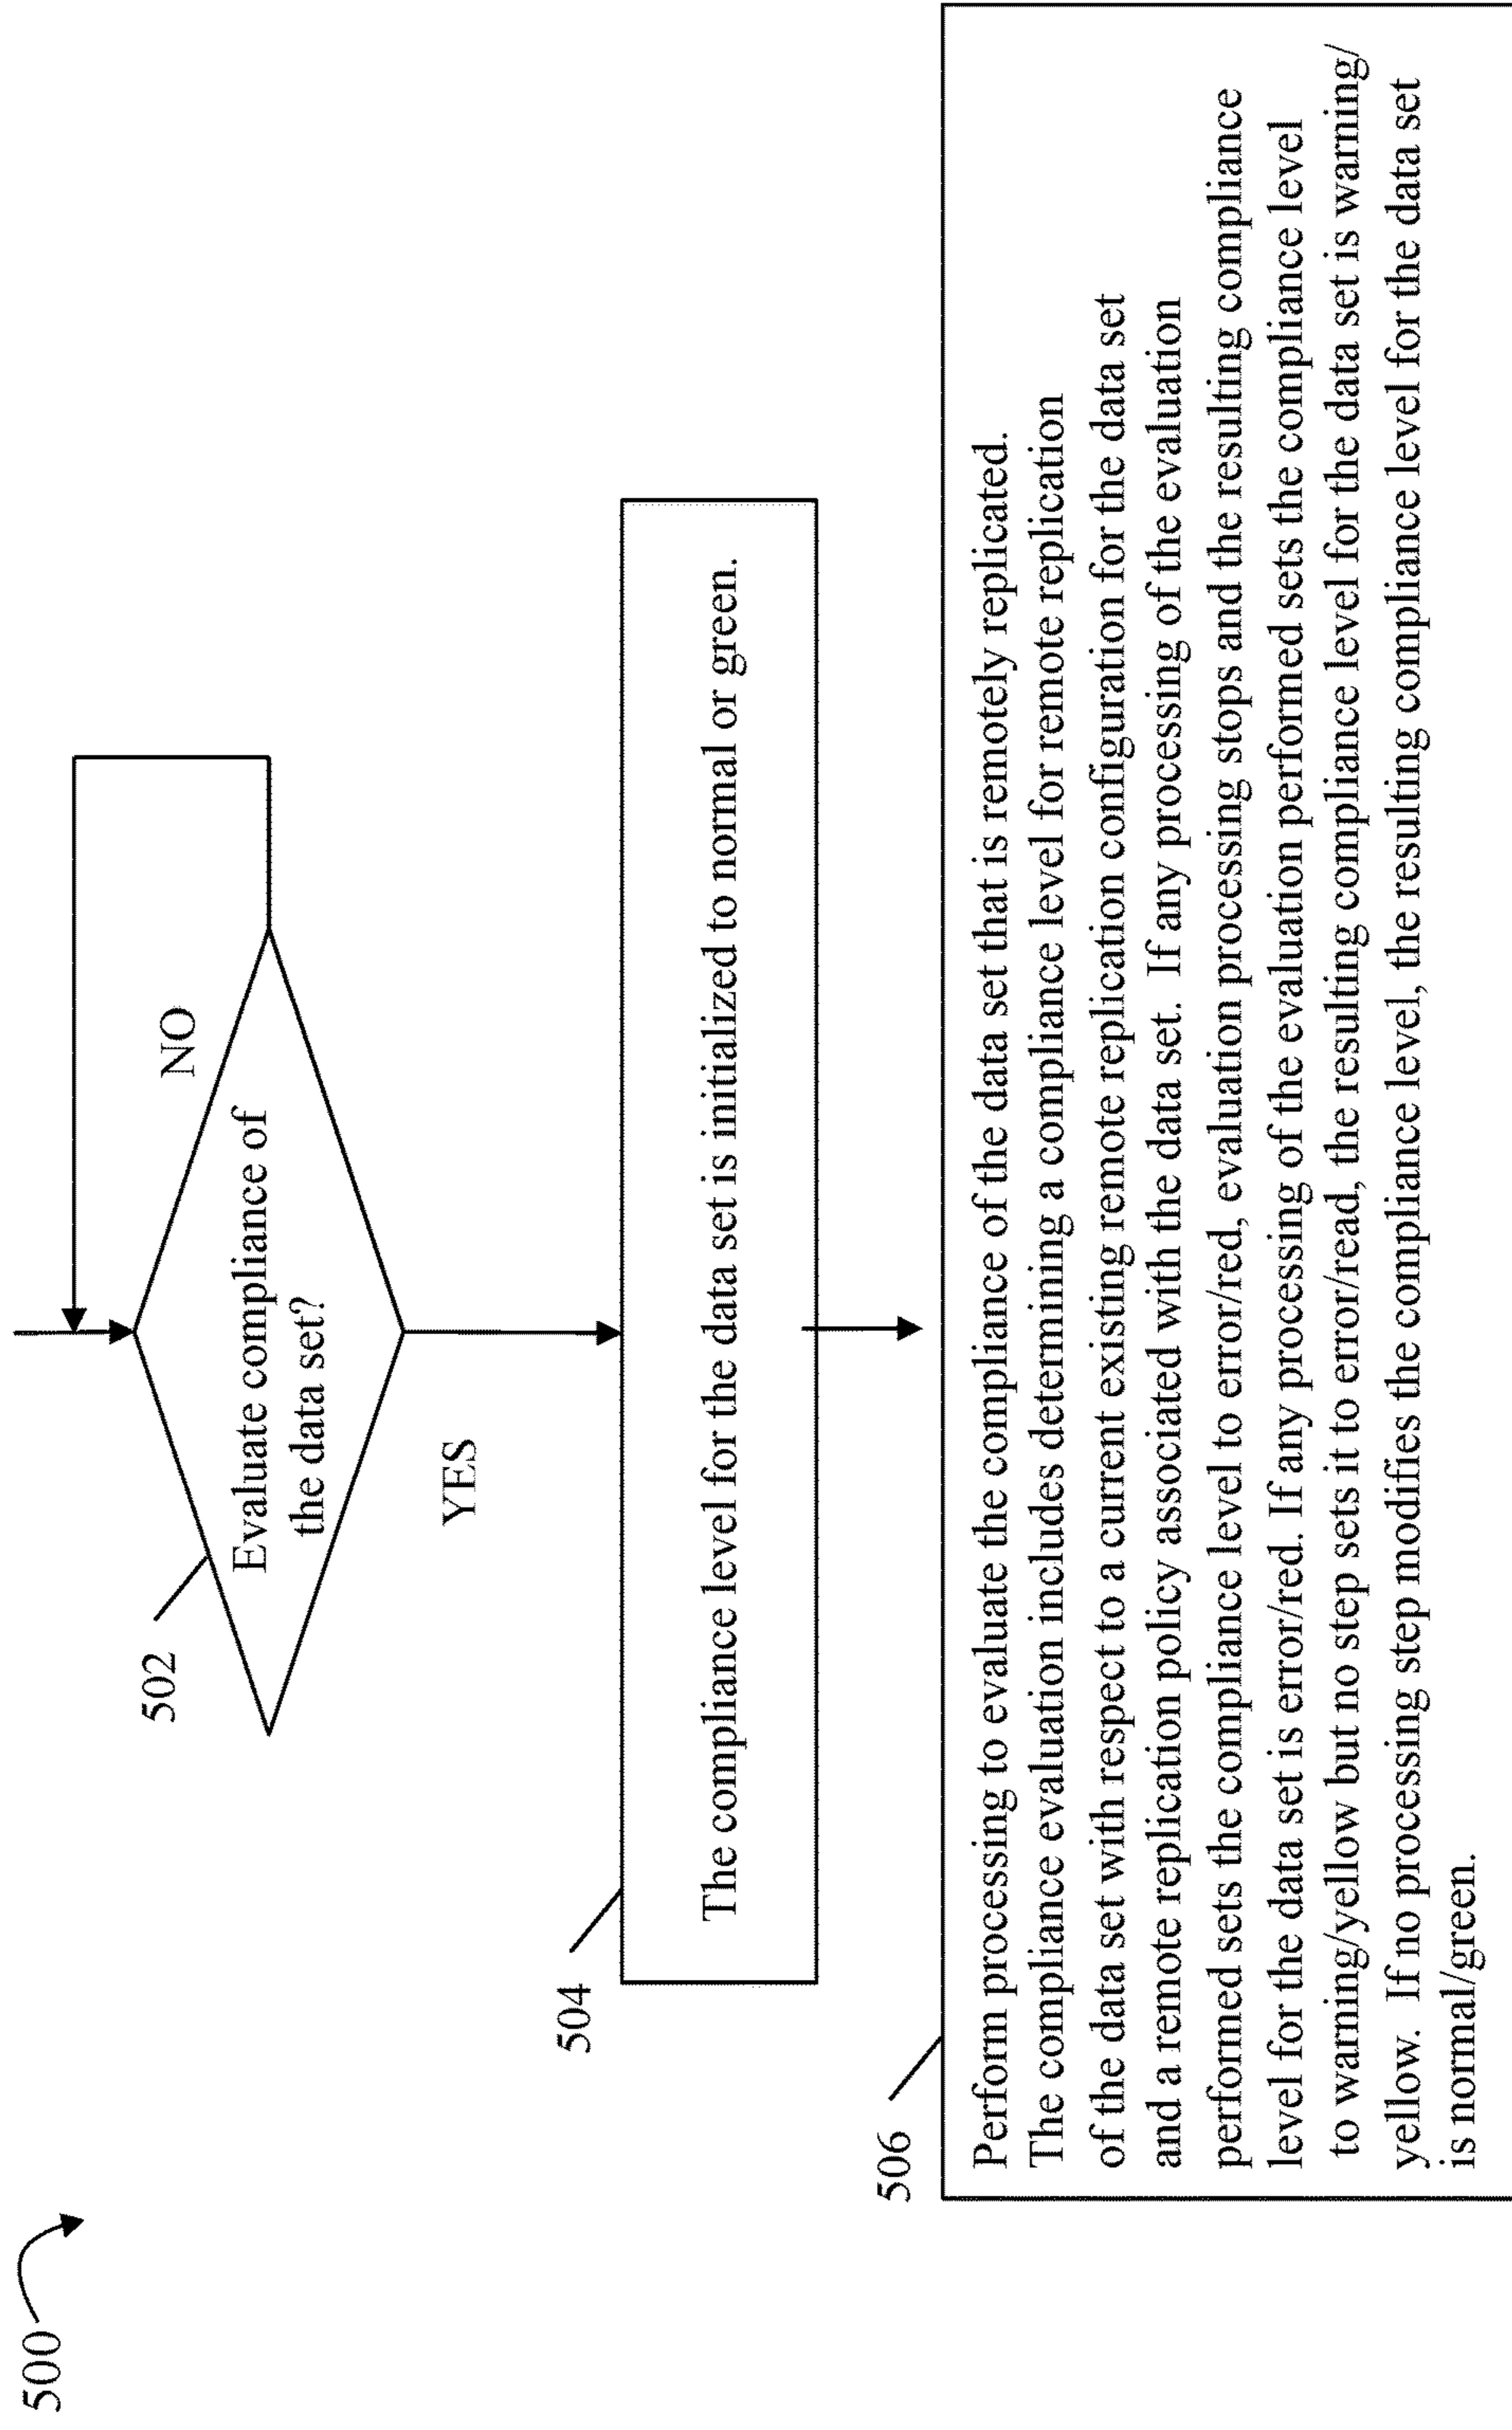 500
502
Evaluate compliance of
the data set?
NO
YES
504
The compliance level for the data set is initialized to normal or green.
506
Perform processing to evaluate the compliance of the data set that is remotely replicated.
The compliance evaluation includes determining a compliance level for remote replication
of the data set with respect to a current existing remote replication configuration for the data set
and a remote replication policy associated with the data set. If any processing of the evaluation
performed sets the compliance level to error/red, evaluation processing stops and the resulting compliance
level for the data set is error/red. If any processing of the evaluation performed sets the compliance level
to warning/yellow but no step sets it to error/read, the resulting compliance level for the data set is warning/
yellow. If no processing step modifies the compliance level, the resulting compliance level for the data set
is normal/green.